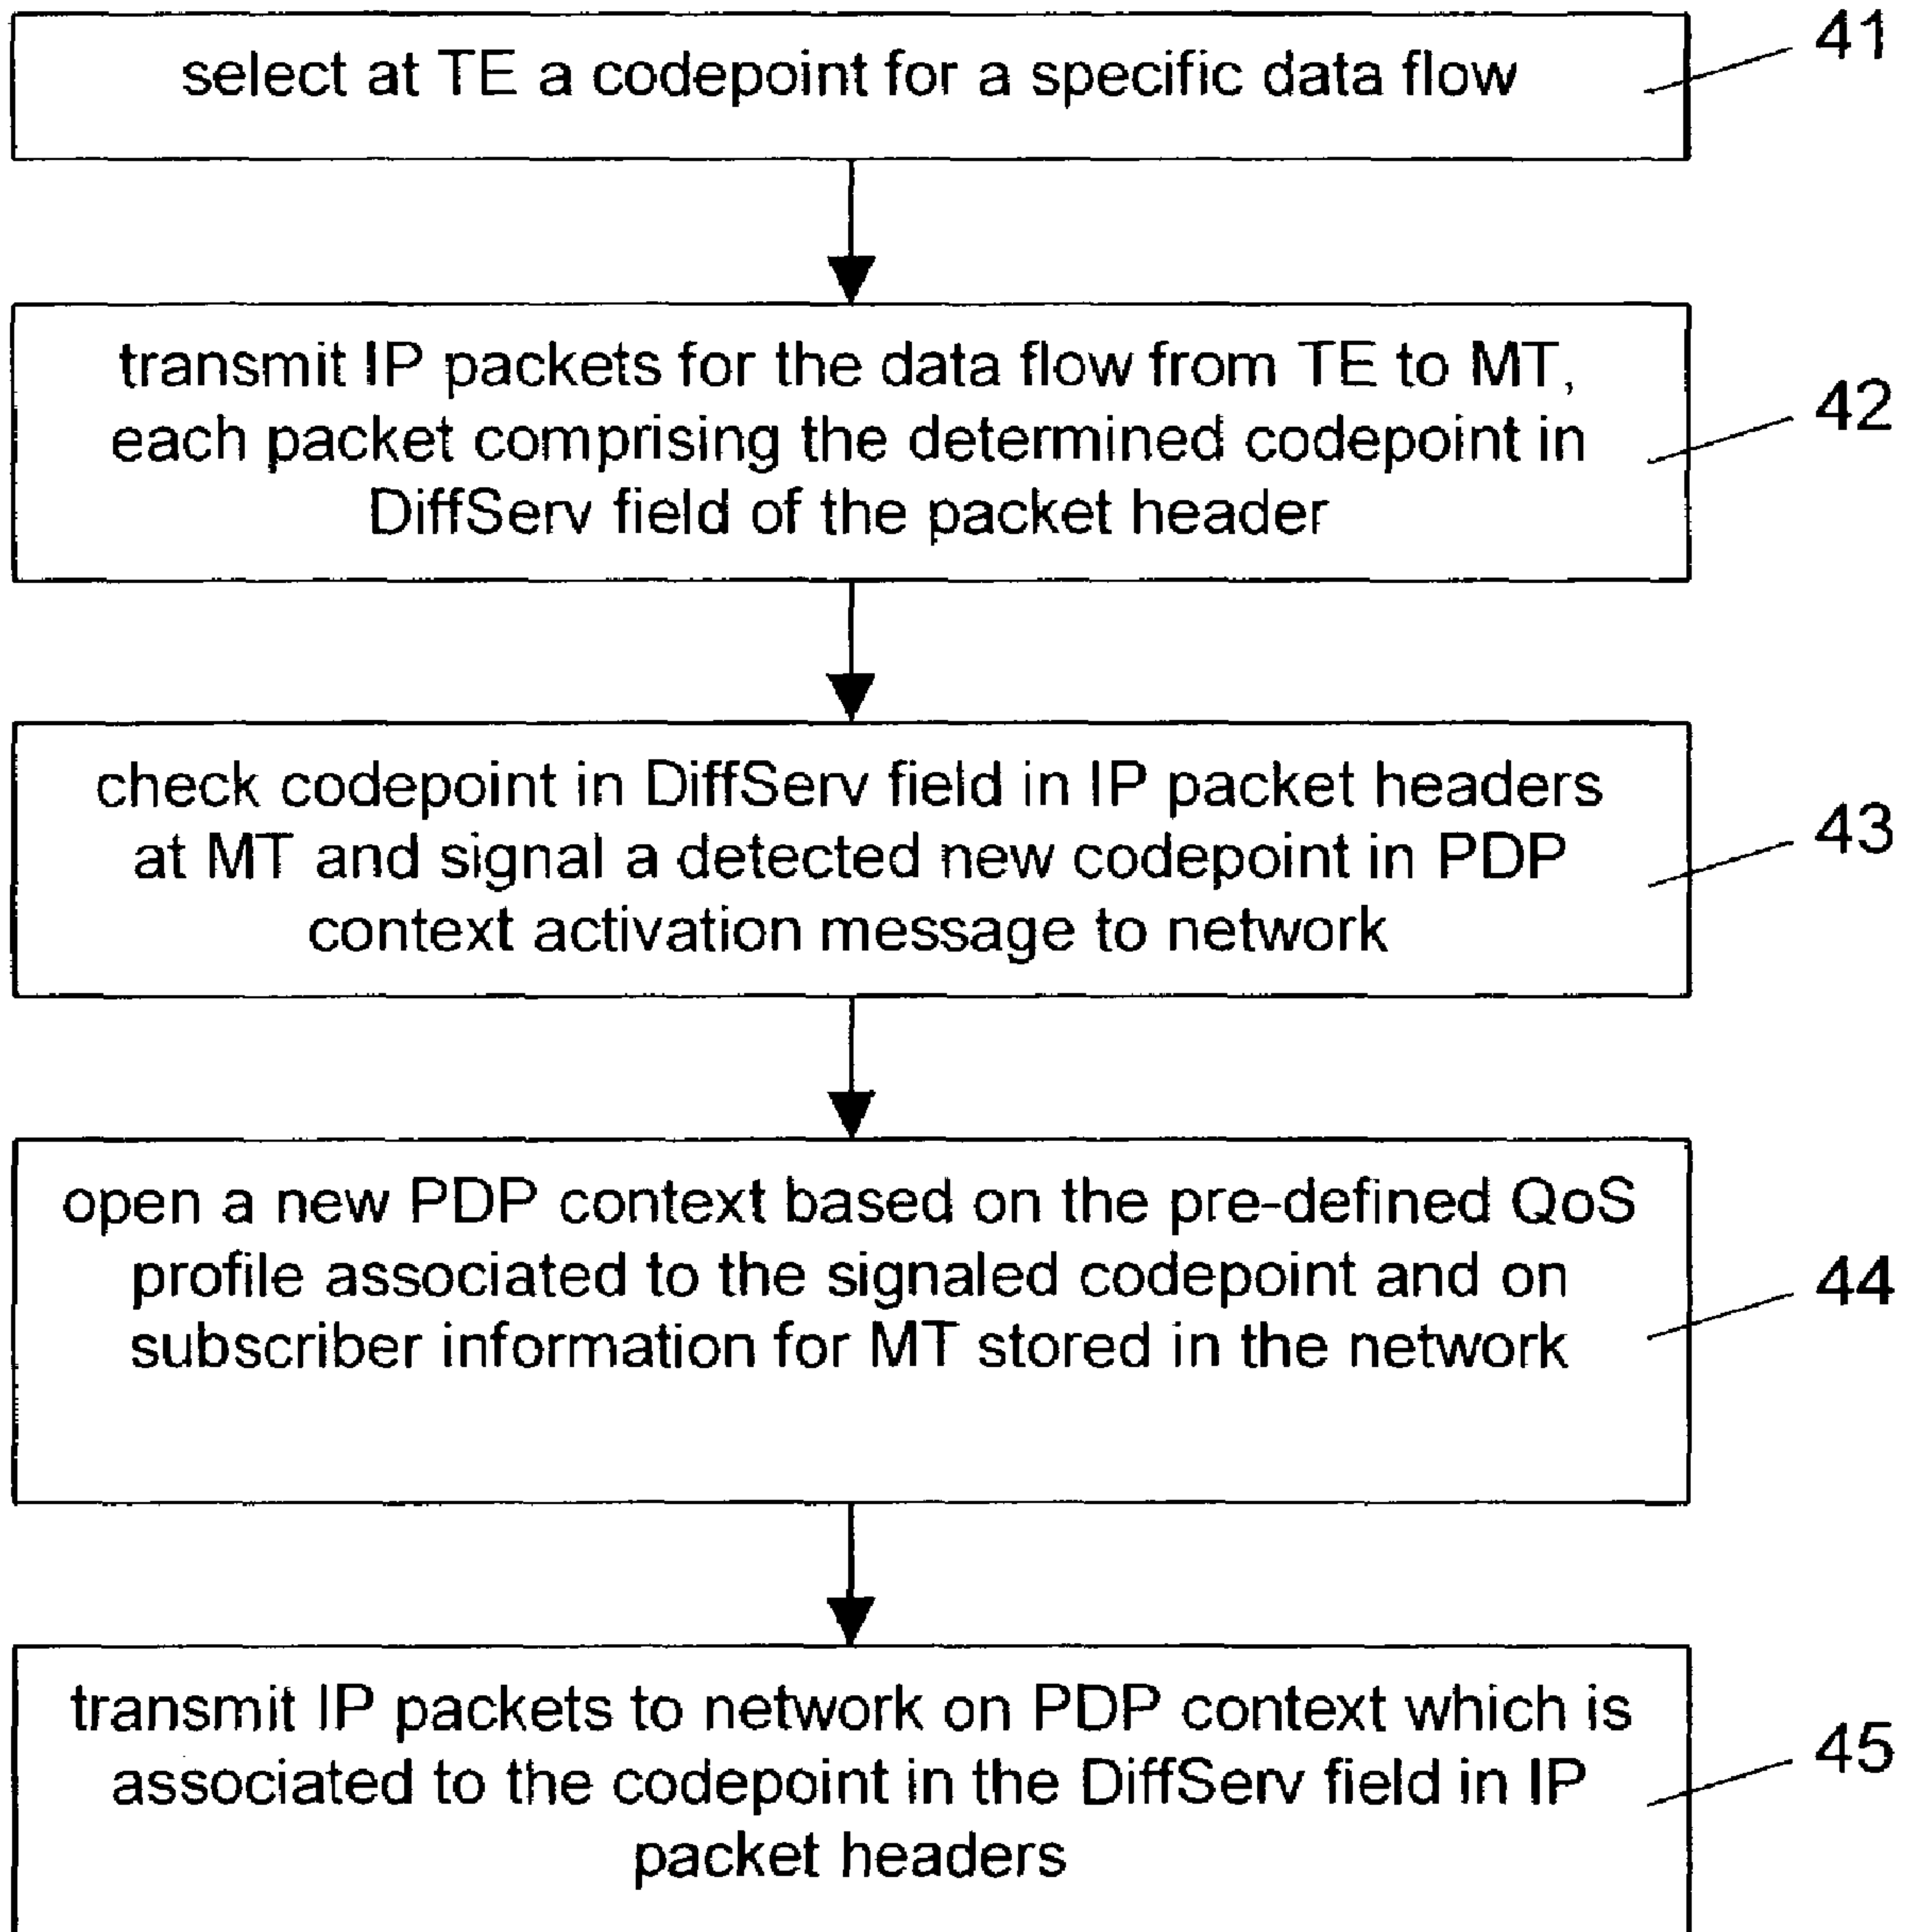 select at TE a codepoint for a specific data flow
41
transmit IP packets for the data flow from TE to MT,
each packet comprising the determined codepoint in
DiffServ field of the packet header
42
check codepoint in DiffServ field in IP packet headers
at MT and signal a detected new codepoint in PDP
context activation message to network
43
open a new PDP context based on the pre-defined QoS
profile associated to the signaled codepoint and on
subscriber information for MT stored in the network
44
transmit IP packets to network on PDP context which is
associated to the codepoint in the DiffServ field in IP
packet headers
45